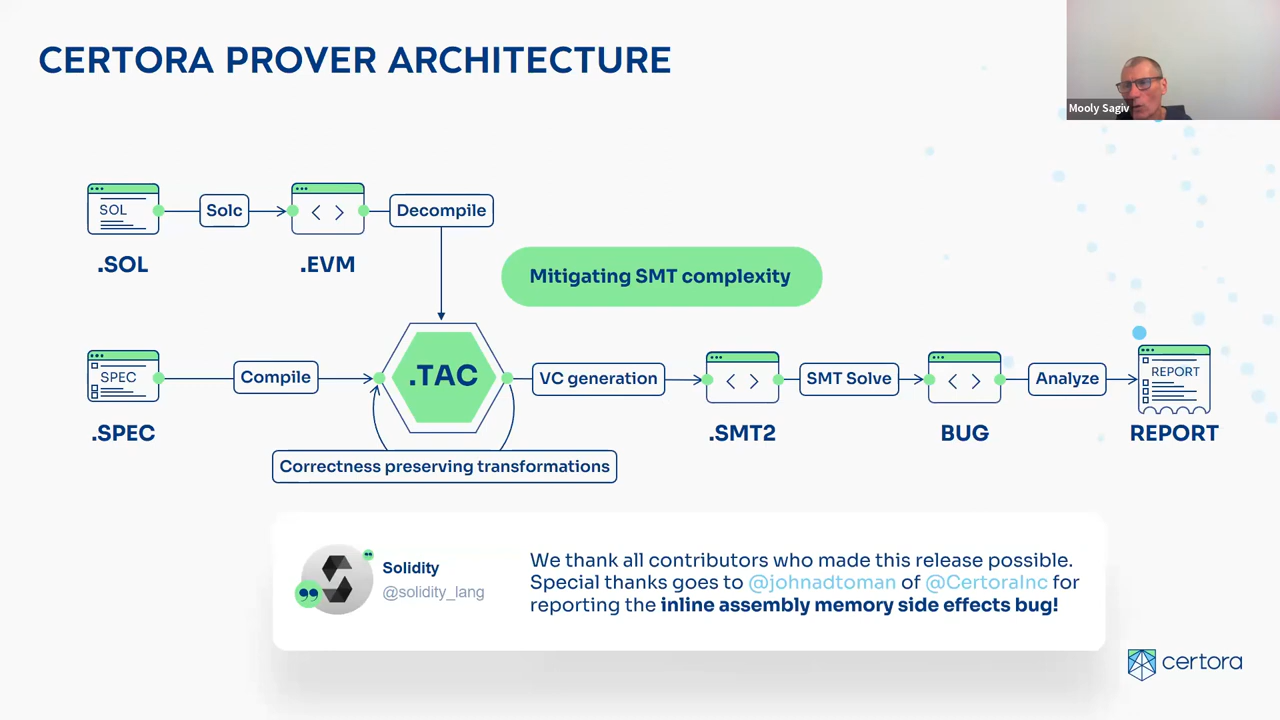 CERTORA PROVER ARCHITECTURE
Mooly Sagiv
SOL
Solc
< >
Decompile
.SOL
.EVM
Mitigating SMT complexity
SPEC
Compile
.TAC
VC generation
< >
SMT Solve
< >
Analyze
REPORT
.SPEC
.SMT2
BUG
REPORT
Correctness preserving transformations
Solidity
@solidity_lang
We thank all contributors who made this release possible.
Special thanks goes to @johnadtoman of @CertoraInc for
reporting the inline assembly memory side effects bug!
certora